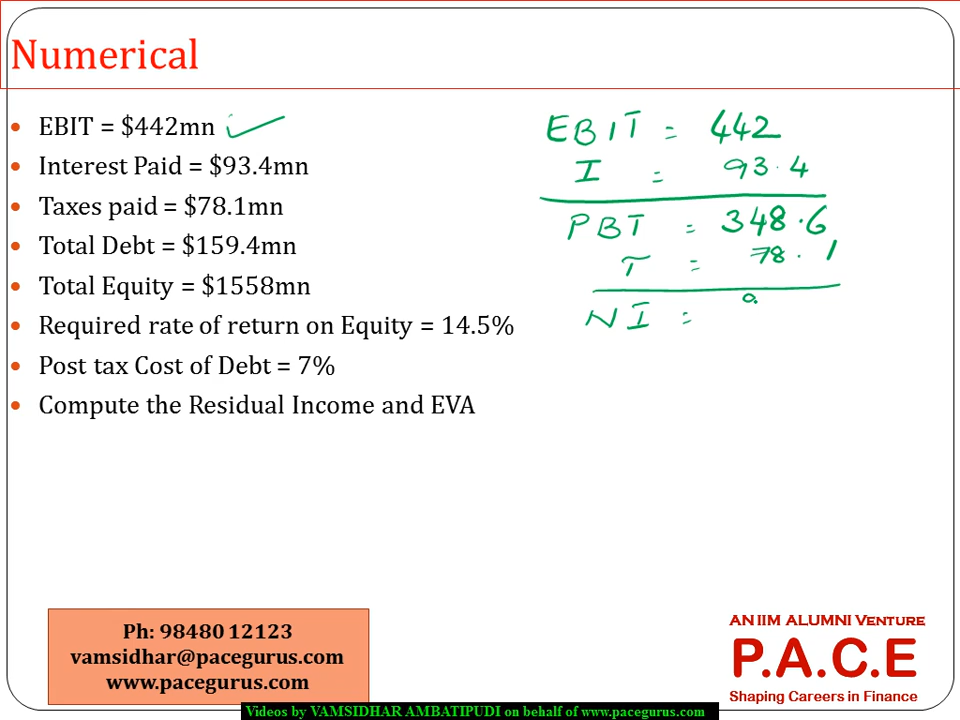 Numerical
• EBIT = $442mn
• Interest Paid = $93.4mn
• Taxes paid = $78.1mn
• Total Debt = $159.4mn
• Total Equity = $1558mn
• Required rate of return on Equity = 14.5%
• Post tax Cost of Debt = 7%
• Compute the Residual Income and EVA
EBIT = 442
I = 93.4
PBT = 348.6
T = 78.1
NI =
Ph: 98480 12123
vamsidhar@pacegurus.com
www.pacegurus.com
AN IIM ALUMNI VENTURE
P.A.C.E
Shaping Careers in Finance
Videos by VAMSIDHAR AMBATIPUDI on behalf of www.pacegurus.com